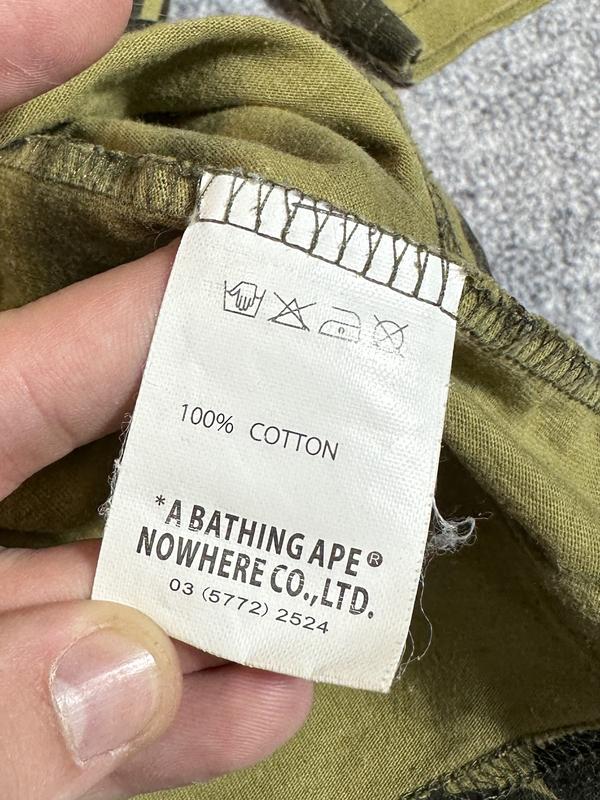 100% COTTON
*A BATHING APE®
NOWHERE CO.,LTD.
03 (5772) 2524